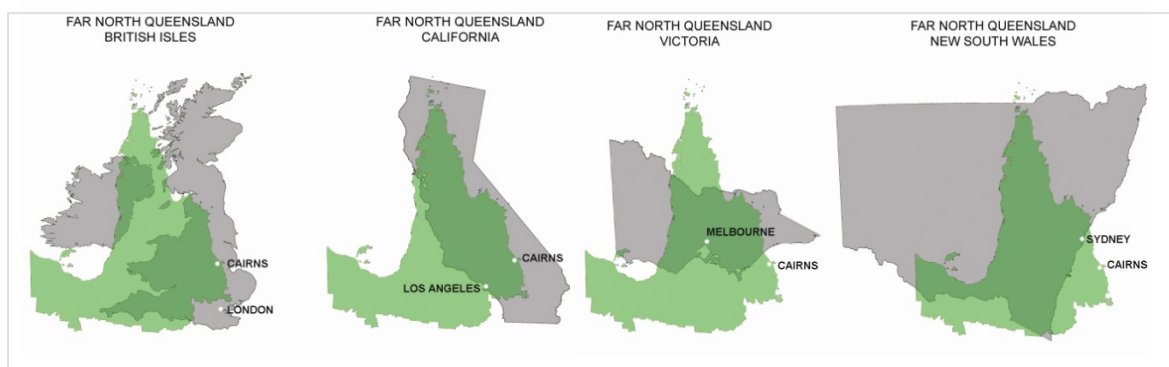 FAR NORTH QUEENSLAND
BRITISH ISLES
CAIRNS
LONDON
FAR NORTH QUEENSLAND
CALIFORNIA
CAIRNS
LOS ANGELES
FAR NORTH QUEENSLAND
VICTORIA
MELBOURNE
CAIRNS
FAR NORTH QUEENSLAND
NEW SOUTH WALES
SYDNEY
CAIRNS